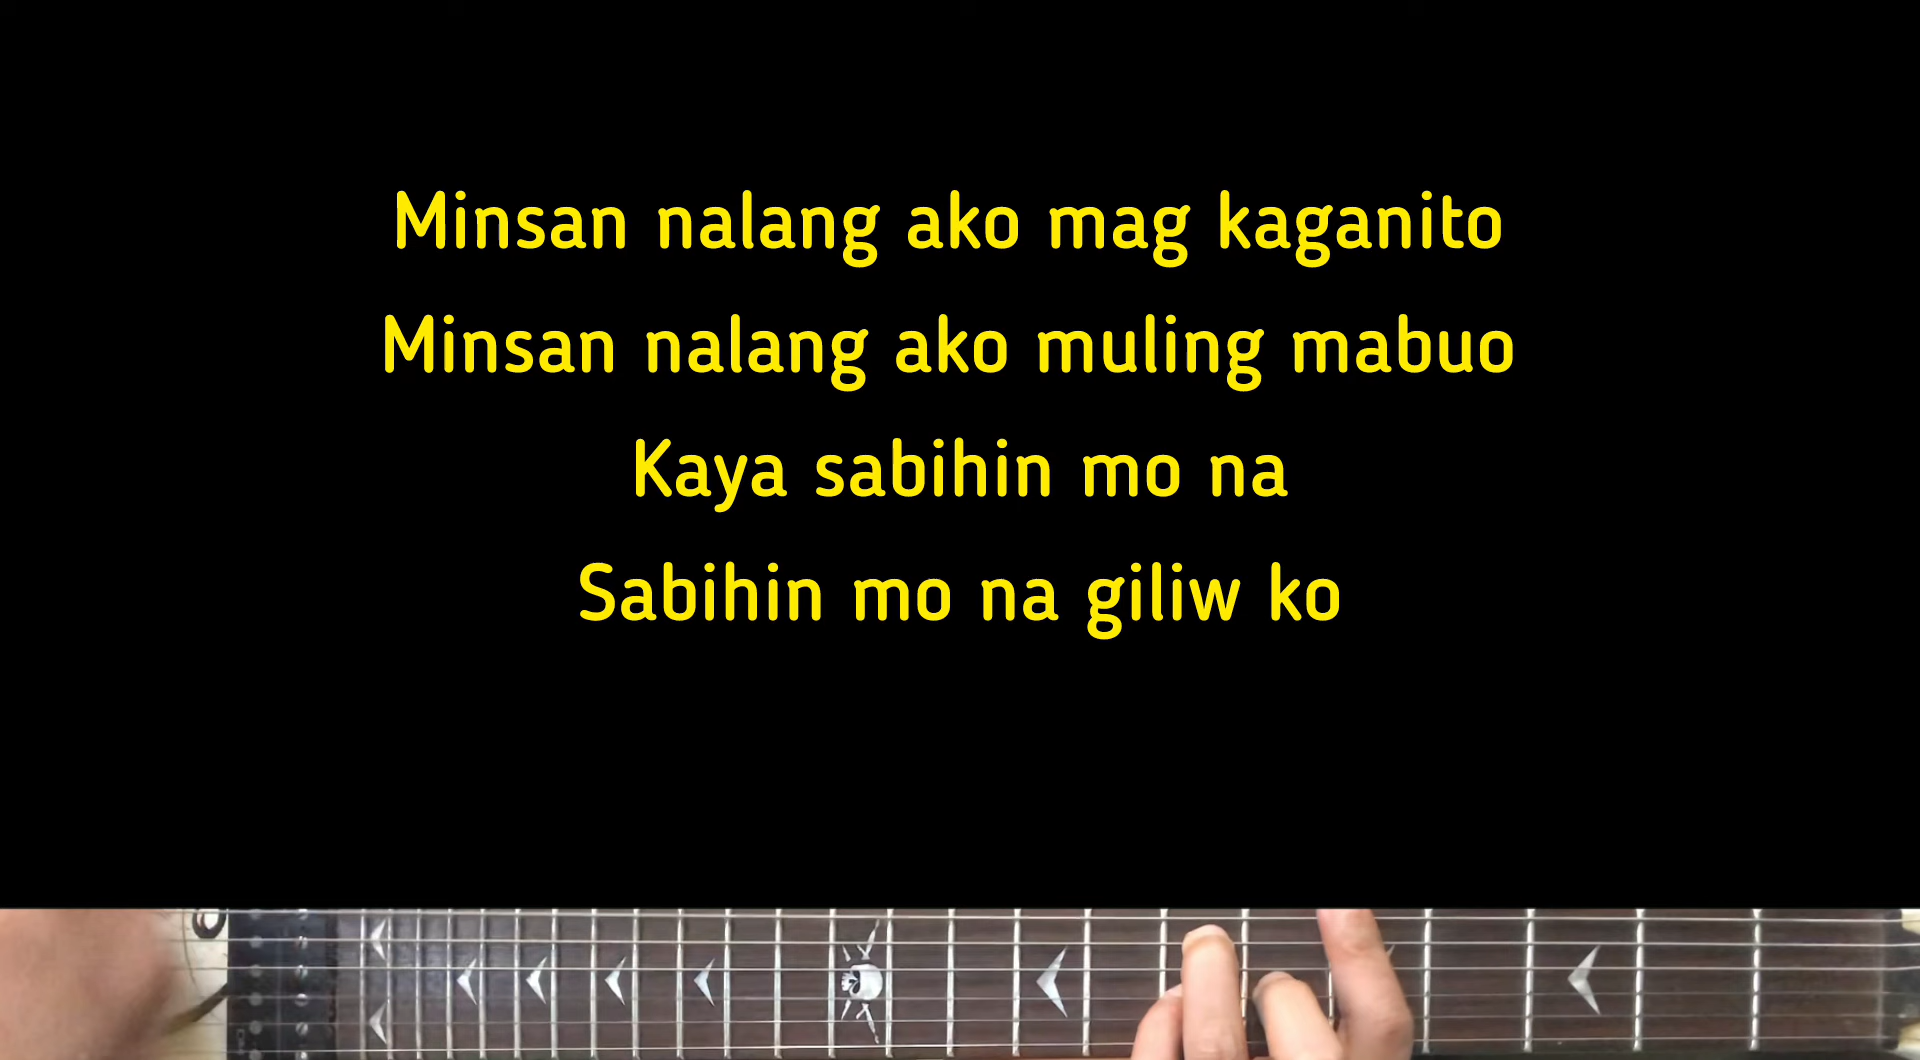 Minsan nalang ako mag kaganito
Minsan nalang ako muling mabuo
Kaya sabihin mo na
Sabihin mo na giliw ko